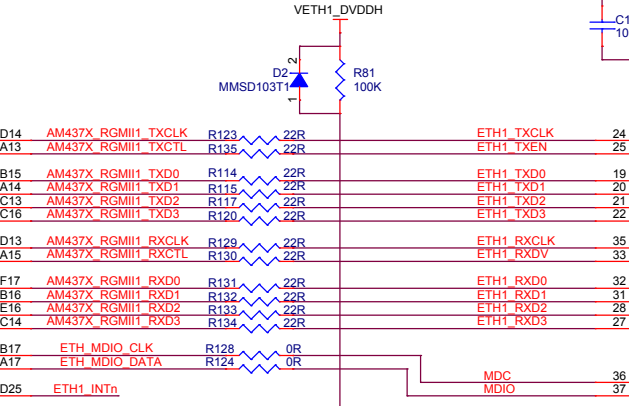 VETH1_DVDDH
C1
10
2
D2
MMSD103T1
1
R81
100K
D14 AM437X_RGMII1_TXCLK R123 22R ETH1_TXCLK 24
A13 AM437X_RGMII1_TXCTL R135 22R ETH1_TXEN 25
B15 AM437X_RGMII1_TXD0 R114 22R ETH1_TXD0 19
A14 AM437X_RGMII1_TXD1 R115 22R ETH1_TXD1 20
C13 AM437X_RGMII1_TXD2 R117 22R ETH1_TXD2 21
C16 AM437X_RGMII1_TXD3 R120 22R ETH1_TXD3 22
D13 AM437X_RGMII1_RXCLK R129 22R ETH1_RXCLK 35
A15 AM437X_RGMII1_RXCTL R130 22R ETH1_RXDV 33
F17 AM437X_RGMII1_RXD0 R131 22R ETH1_RXD0 32
B16 AM437X_RGMII1_RXD1 R132 22R ETH1_RXD1 31
E16 AM437X_RGMII1_RXD2 R133 22R ETH1_RXD2 28
C14 AM437X_RGMII1_RXD3 R134 22R ETH1_RXD3 27
B17 ETH_MDIO_CLK R128 0R
A17 ETH_MDIO_DATA R124 0R
MDC 36
D25 ETH1_INTn MDIO 37